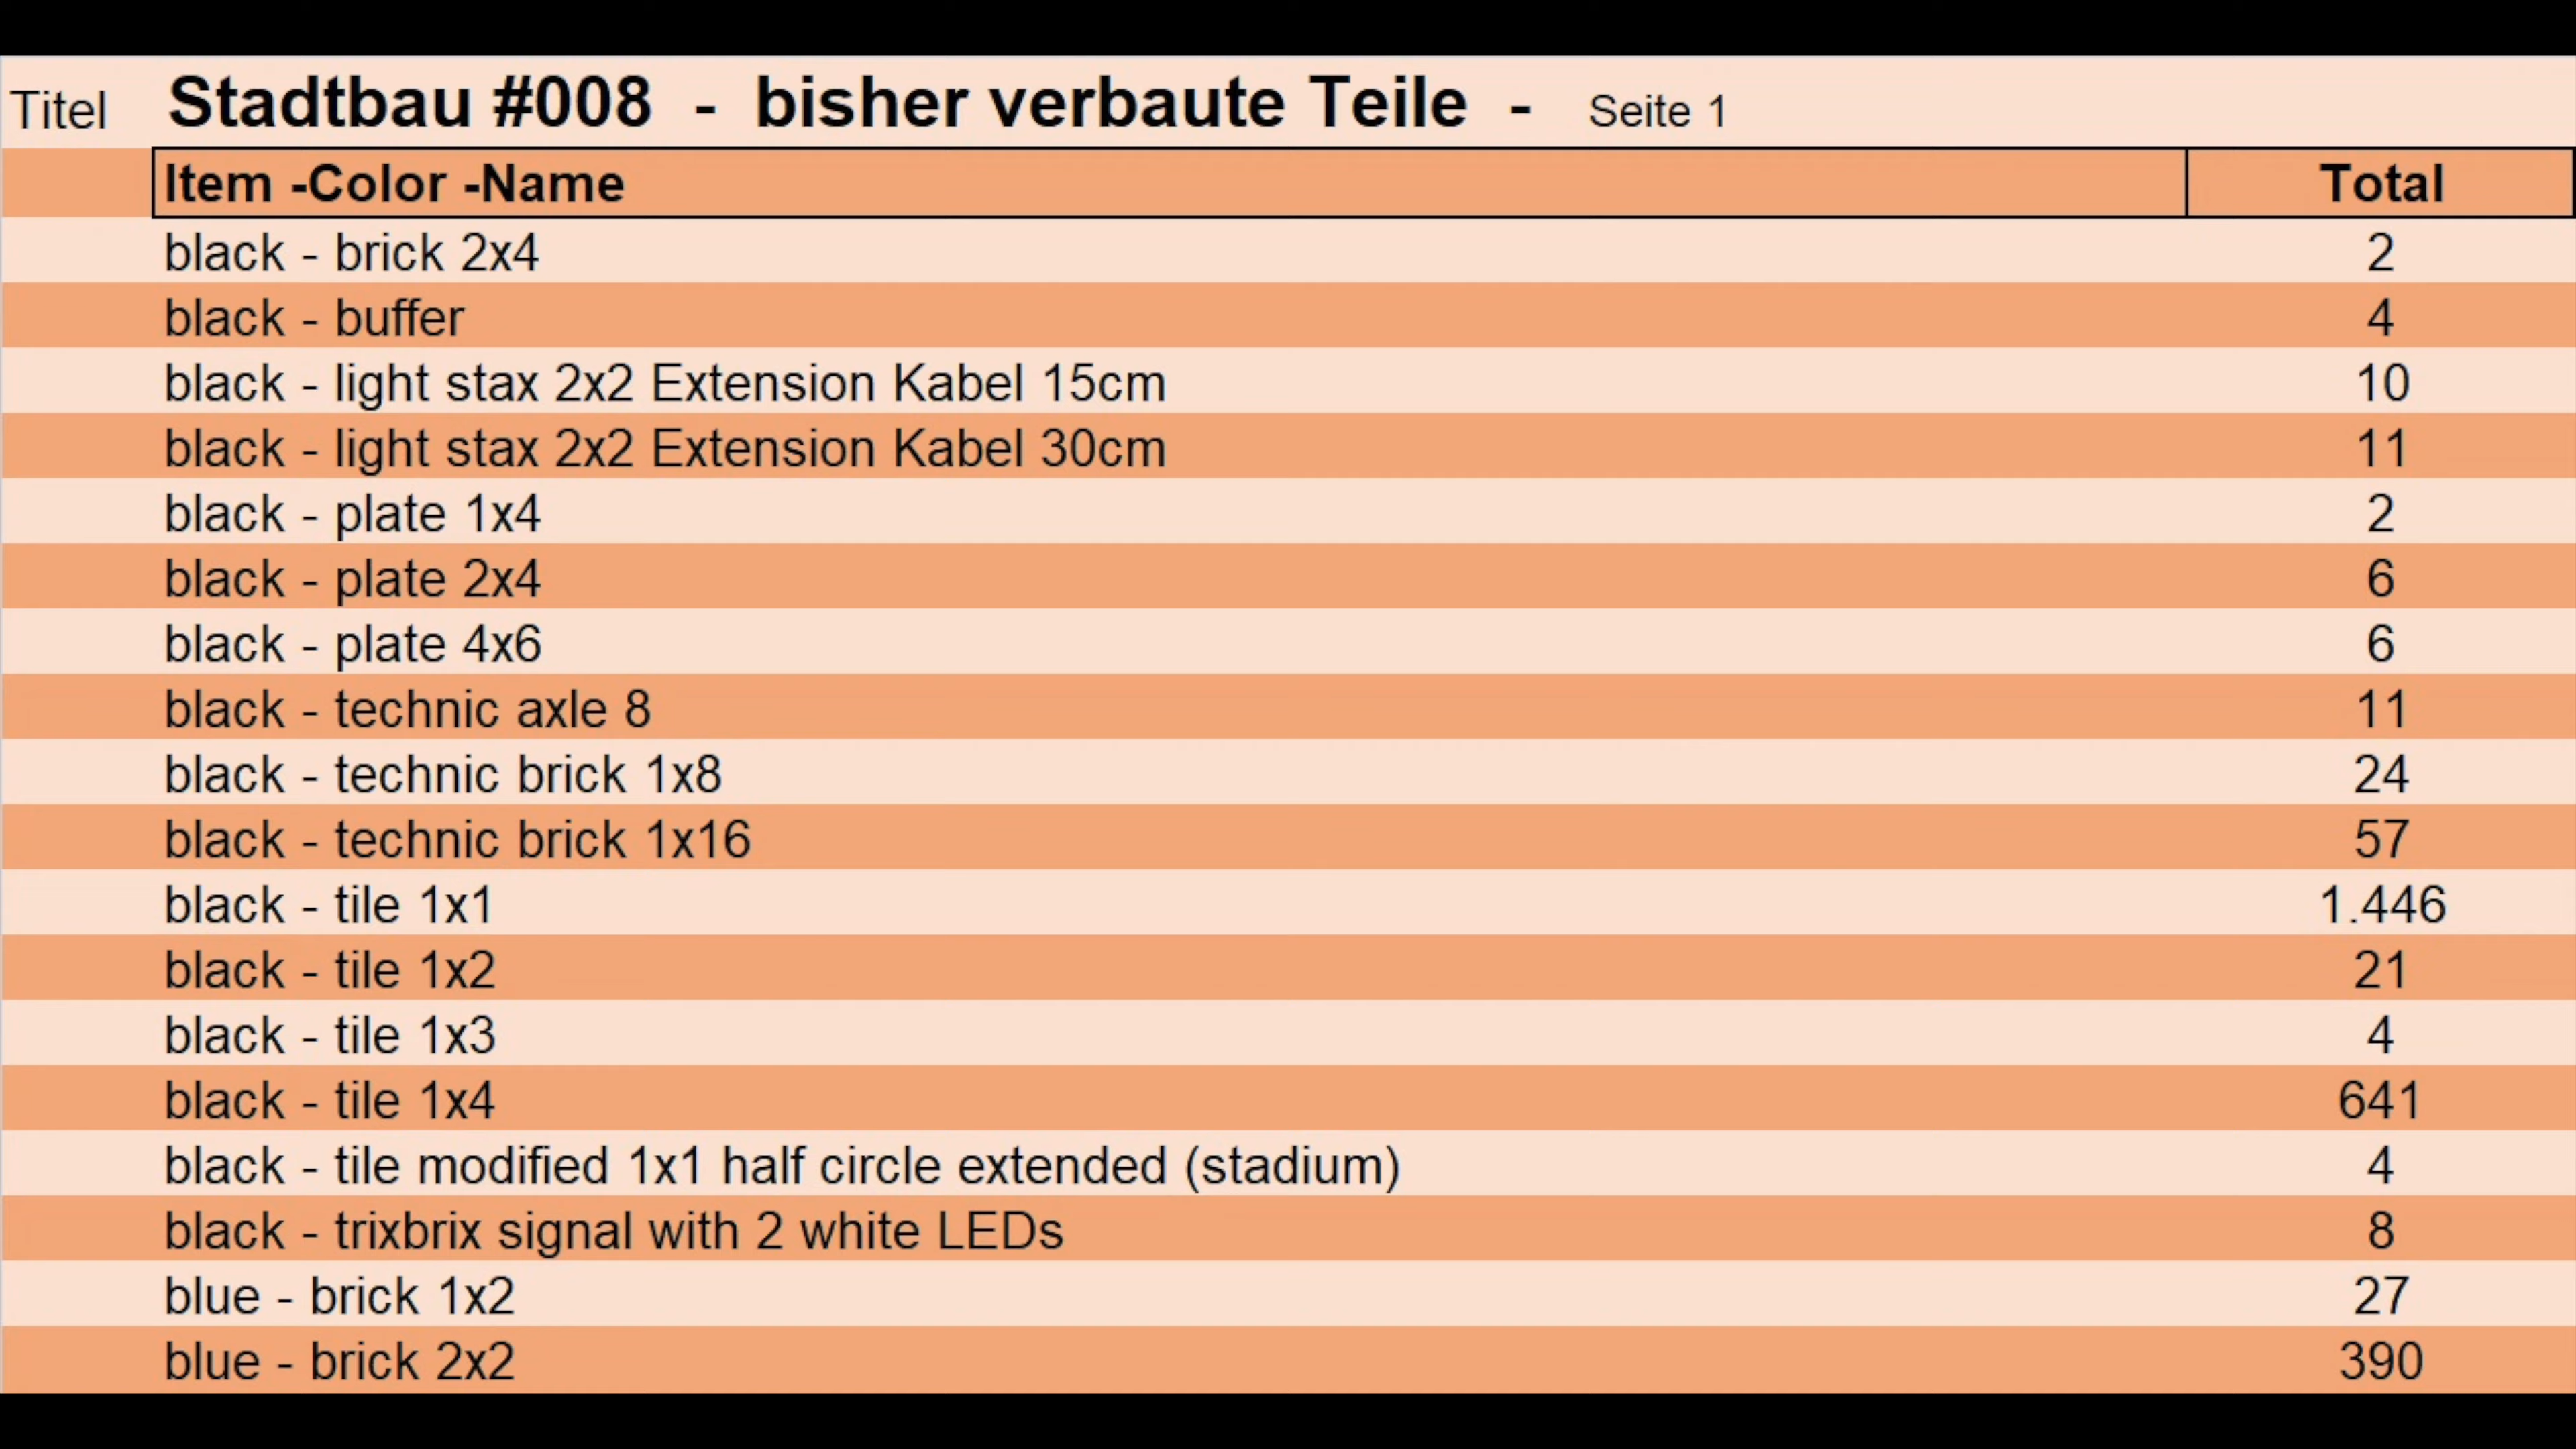 Titel Stadtbau #008 - bisher verbaute Teile - Seite 1
Item -Color -Name Total
black - brick 2x4 2
black - buffer 4
black - light stax 2x2 Extension Kabel 15cm 10
black - light stax 2x2 Extension Kabel 30cm 11
black - plate 1x4 2
black - plate 2x4 6
black - plate 4x6 6
black - technic axle 8 11
black - technic brick 1x8 24
black - technic brick 1x16 57
black - tile 1x1 1.446
black - tile 1x2 21
black - tile 1x3 4
black - tile 1x4 641
black - tile modified 1x1 half circle extended (stadium) 4
black - trixbrix signal with 2 white LEDs 8
blue - brick 1x2 27
blue - brick 2x2 390